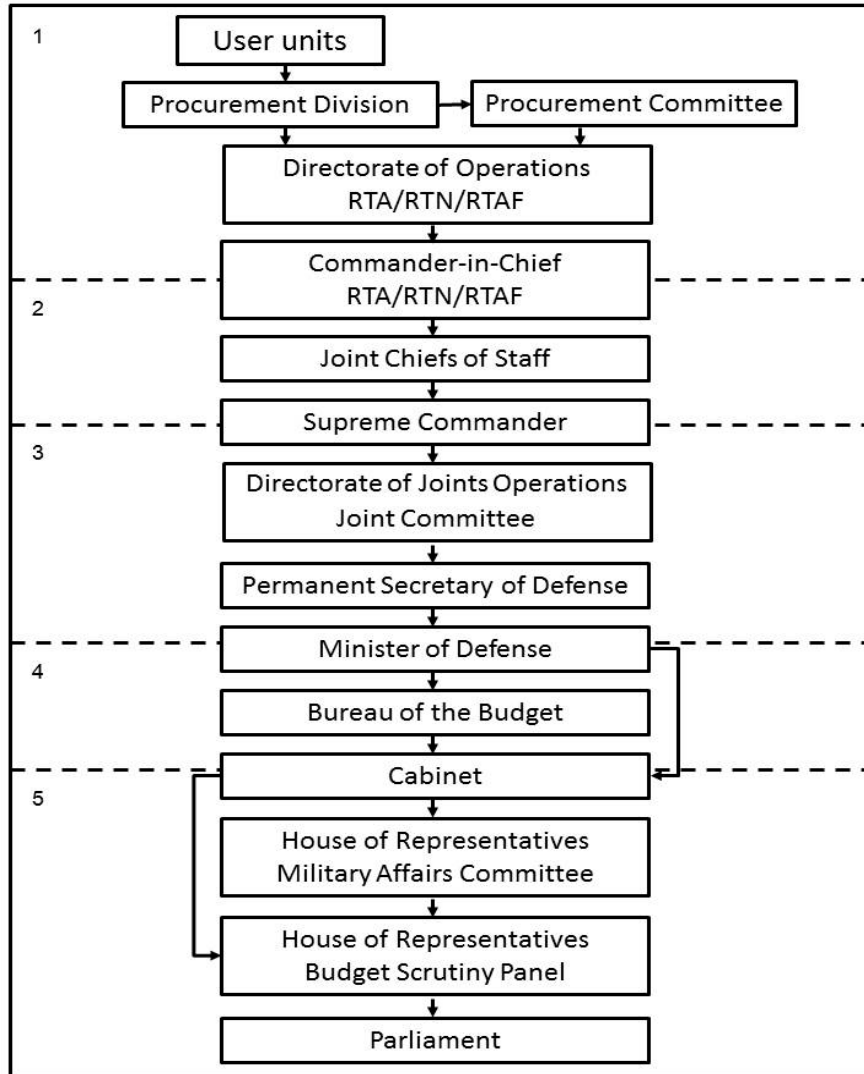 1
User units
Procurement Division
Procurement Committee
Directorate of Operations
RTA/RTN/RTAF
Commander-in-Chief
RTA/RTN/RTAF
2
Joint Chiefs of Staff
Supreme Commander
3
Directorate of Joints Operations
Joint Committee
Permanent Secretary of Defense
Minister of Defense
4
Bureau of the Budget
Cabinet
5
House of Representatives
Military Affairs Committee
House of Representatives
Budget Scrutiny Panel
Parliament